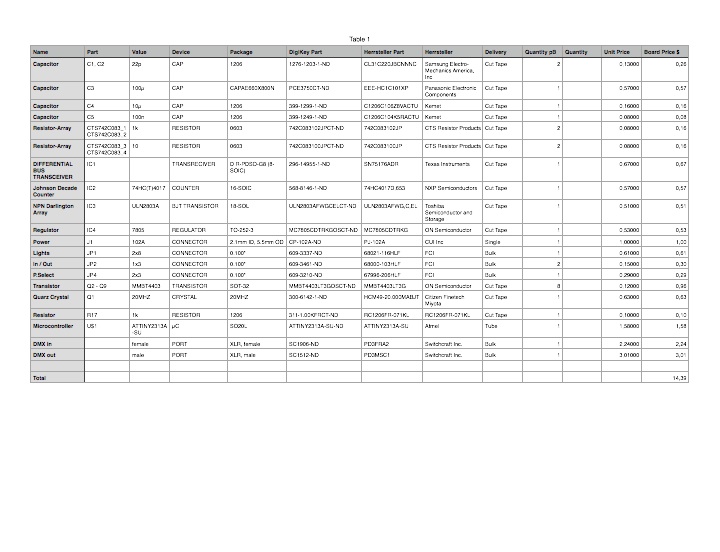 Table 1
Name Part Value Device Package DigiKey Part Herrsteller Part Herrsteller Delivery Quantity pB Quantity Unit Price Board Price $
Capacitor C1, C2 22p CAP 1206 1276-1203-1-ND CL31C220JBCNNNC Samsung Electro-Mechanics America, Inc Cut Tape 2 0.13000 0,26
Capacitor C3 100µ CAP CAPAE660X800N PCE3750CT-ND EEE-HC1C101XP Panasonic Electronic Components Cut Tape 1 0.57000 0,57
Capacitor C4 10µ CAP 1206 399-1299-1-ND C1206C106Z8VACTU Kemet Cut Tape 1 0.16000 0,16
Capacitor C5 100n CAP 1206 399-1249-1-ND C1206C104K5RACTU Kemet Cut Tape 1 0.08000 0,08
Resistor-Array CTS742C083_1 CTS742C083_2 1k RESISTOR 0603 742C083102JPCT-ND 742C083102JP CTS Resistor Products Cut Tape 2 0.08000 0,16
Resistor-Array CTS742C083_3 CTS742C083_4 10 RESISTOR 0603 742C083100JPCT-ND 742C083100JP CTS Resistor Products Cut Tape 2 0.08000 0,16
DIFFERENTIAL BUS TRANSCEIVER IC1 TRANSRECIVER D R-PDSO-G8 (8-SOIC) 296-14955-1-ND SN75176ADR Texas Instruments Cut Tape 1 0.67000 0,67
Johnson Decade Counter IC2 74HC(T)4017 COUNTER 16-SOIC 568-8146-1-ND 74HC4017D,653 NXP Semiconductors Cut Tape 1 0.57000 0,57
NPN Darlington Array IC3 ULN2803A BJT TRANSISTOR 18-SOL ULN2803AFWGCELCT-ND ULN2803AFWG,C,EL Toshiba Semiconductor and Storage Cut Tape 1 0.51000 0,51
Regulator IC4 7805 REGULATOR TO-252-3 MC7805CDTRKGOSCT-ND MC7805CDTRKG ON Semiconductor Cut Tape 1 0.53000 0,53
Power J1 102A CONNECTOR 2.1mm ID, 5.5mm OD CP-102A-ND PJ-102A CUI Inc Single 1 1.00000 1,00
Lights JP1 2x8 CONNECTOR 0.100" 609-3337-ND 68021-116HLF FCI Bulk 1 0.61000 0,61
In / Out JP2 1x3 CONNECTOR 0.100" 609-3461-ND 68000-103HLF FCI Bulk 2 0.15000 0,30
P.Select JP4 2x3 CONNECTOR 0.100" 609-3210-ND 67996-206HLF FCI Bulk 1 0.29000 0,29
Transistor Q2 - Q9 MMBT4403 TRANSISTOR SOT-32 MMBT4403LT3GOSCT-ND MMBT4403LT3G ON Semiconductor Cut Tape 8 0.12000 0,96
Quarz Crystal Q1 20MHZ CRYSTAL 20MHZ 300-6142-1-ND HCM49-20.000MABJT Citizen Finetech Miyota Cut Tape 1 0.63000 0,63
Resistor R17 1k RESISTOR 1206 311-1.00KFRCT-ND RC1206FR-071KL RC1206FR-071KL Cut Tape 1 0.10000 0,10
Microcontroller US1 ATTINY2313A-SU µC SO20L ATTINY2313A-SU-ND ATTINY2313A-SU Atmel Tube 1 1.58000 1,58
DMX in female PORT XLR, female SC1906-ND PD3FRA2 Switchcraft Inc. Bulk 1 2.24000 2,24
DMX out male PORT XLR, male SC1512-ND PD3MSC1 Switchcraft Inc. Bulk 1 3.01000 3,01
Total 14,39